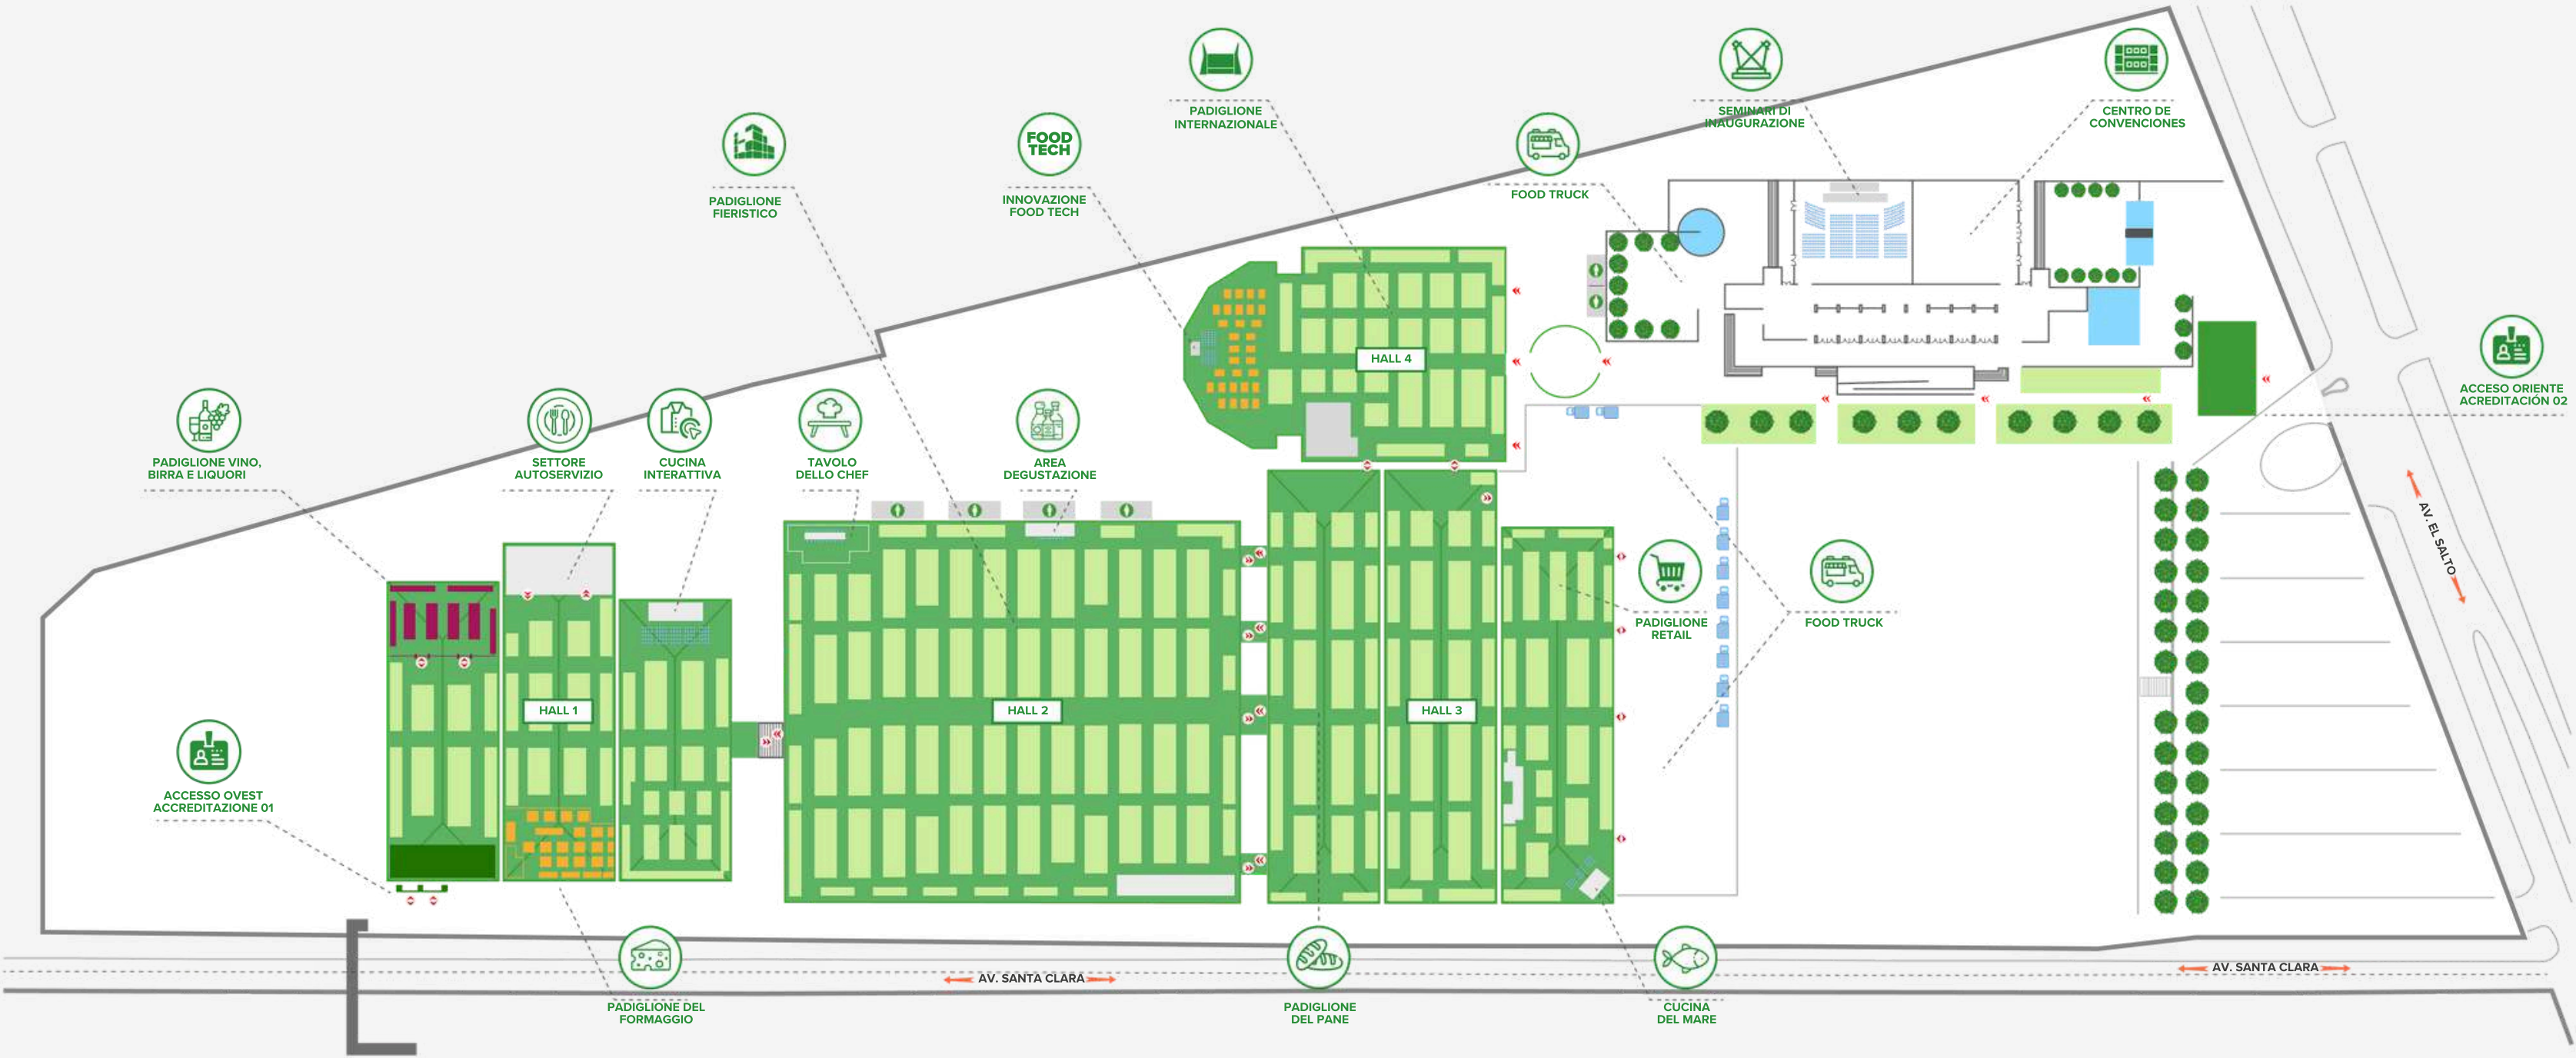 PADIGLIONE
INTERNAZIONALE
SEMINARI DI
INAUGURAZIONE
CENTRO DE
CONVENCIONES
PADIGLIONE
FIERISTICO
FOOD
TECH
INNOVAZIONE
FOOD TECH
FOOD TRUCK
HALL 4
ACCESO ORIENTE
ACREDITACIÓN 02
PADIGLIONE VINO,
BIRRA E LIQUORI
SETTORE
AUTOSERVIZIO
CUCINA
INTERATTIVA
TAVOLO
DELLO CHEF
AREA
DEGUSTAZIONE
AV. EL SALTO
PADIGLIONE
RETAIL
FOOD TRUCK
HALL 1
HALL 2
HALL 3
ACCESSO OVEST
ACCREDITAZIONE 01
AV. SANTA CLARA
AV. SANTA CLARA
PADIGLIONE DEL
FORMAGGIO
PADIGLIONE
DEL PANE
CUCINA
DEL MARE